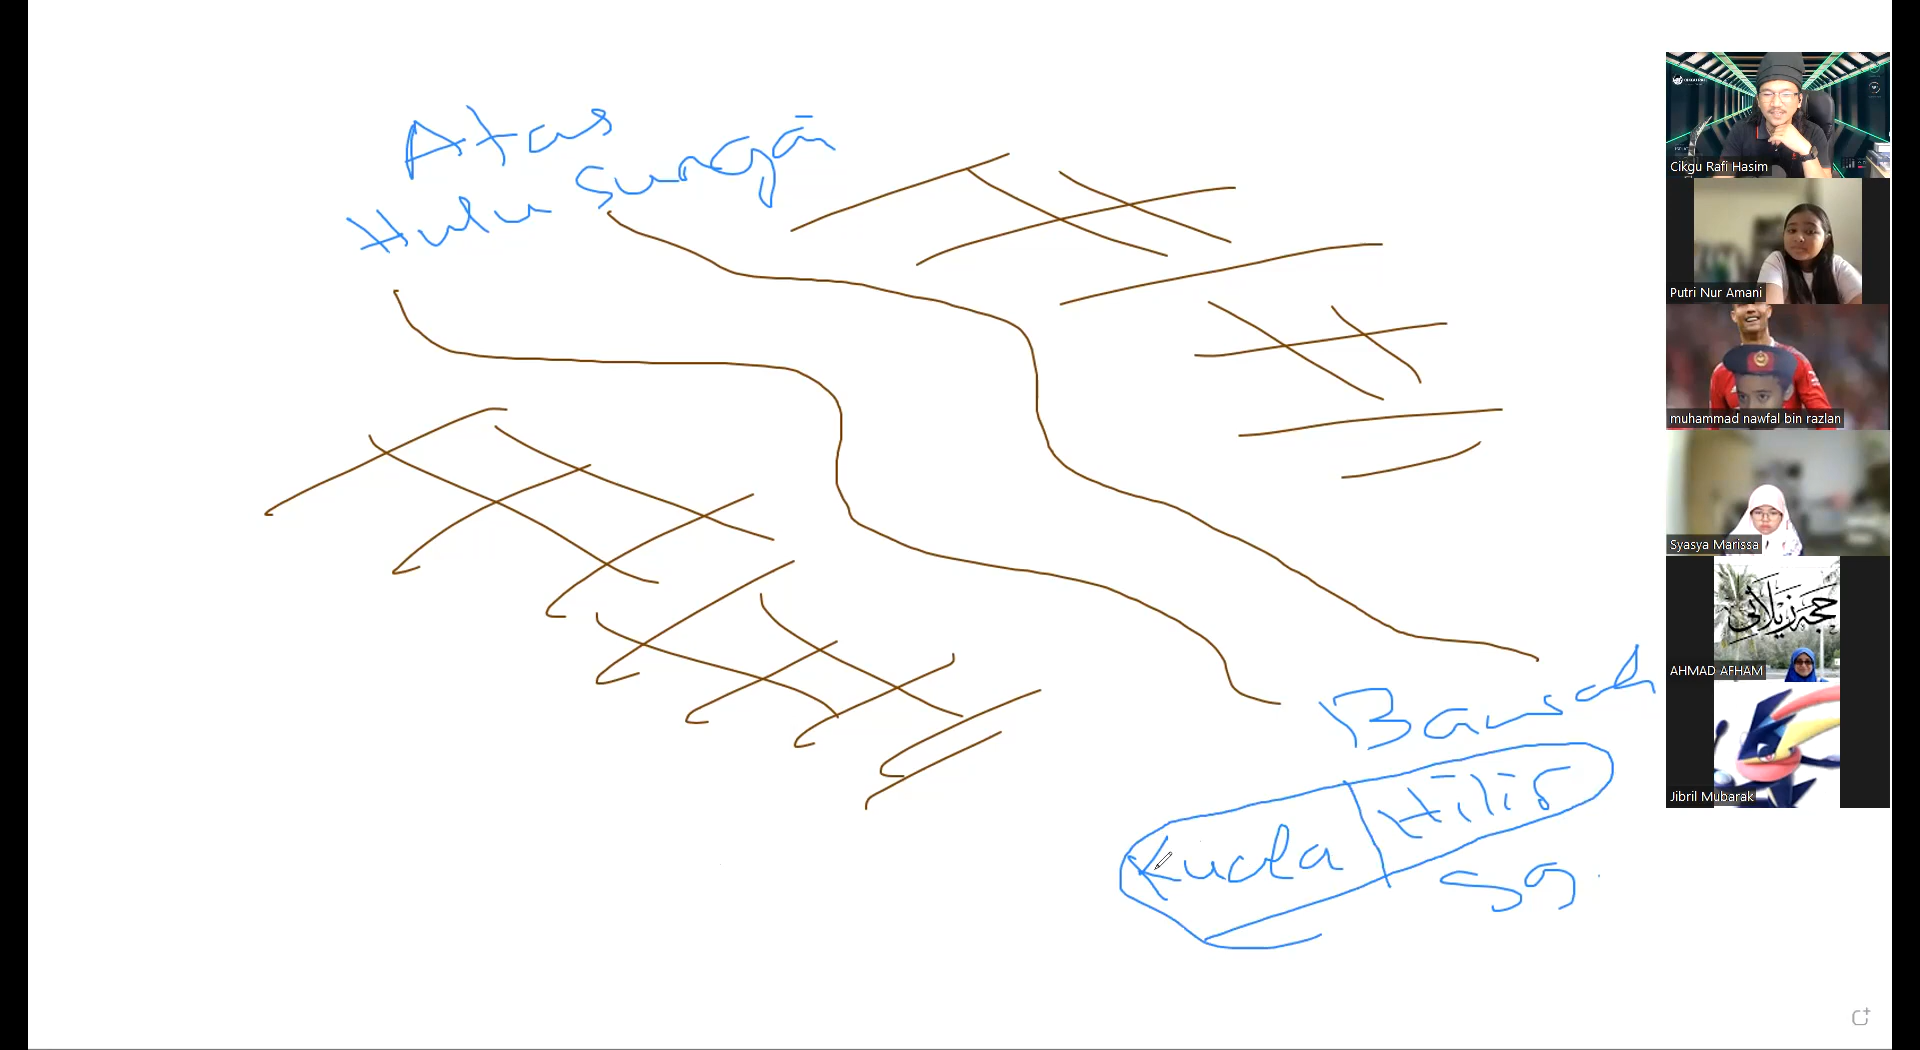 Atas
Hulu sungai
Bawah
Kuala Hilir
sg
Cikgu Rafi Hasim
Putri Nur Amani
muhammad nawfal bin razlan
Syasya Marissa
AHMAD AFHAM
Jibril Mubarak